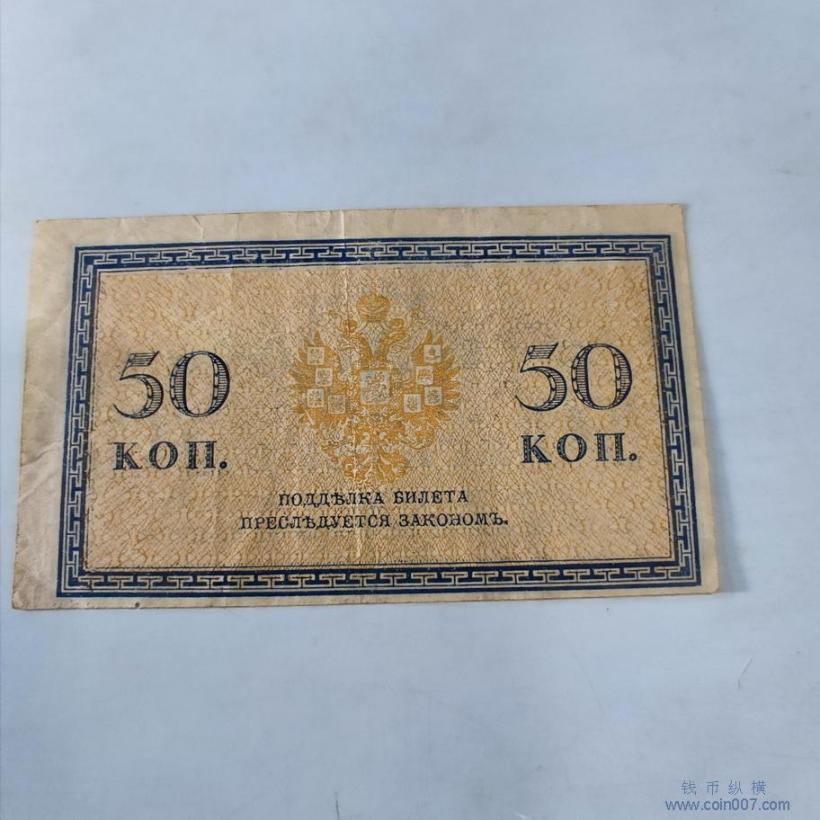 50
КОП.
50
КОП.
ПОДДѢЛКА БИЛЕТА
ПРЕСЛѢДУЕТСЯ ЗАКОНОМЪ.
钱币纵横
www.coin007.com